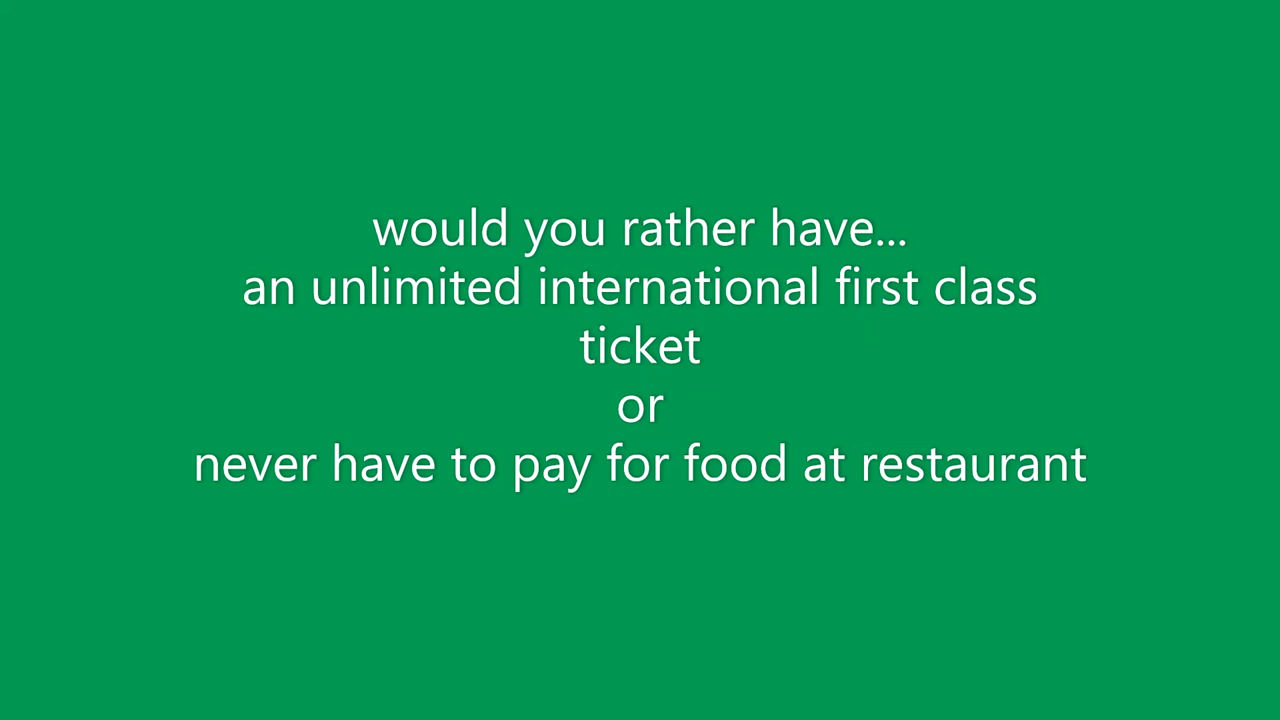 would you rather have...
an unlimited international first class
ticket
or
never have to pay for food at restaurant